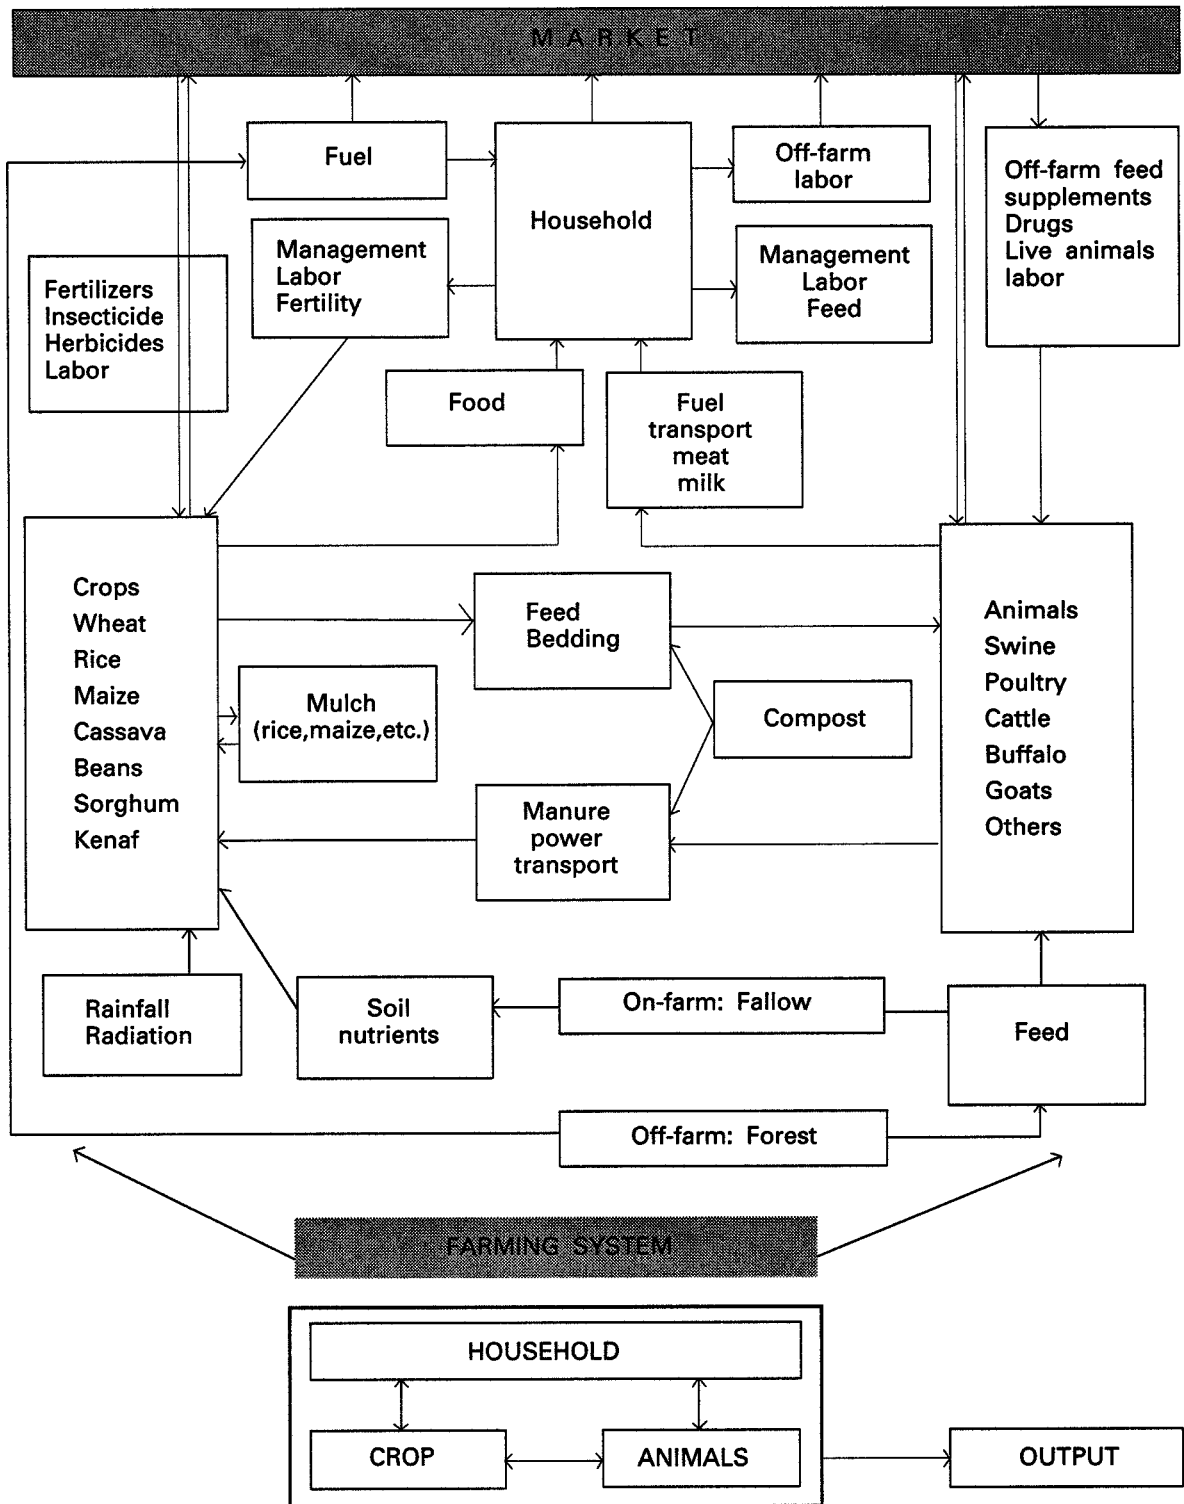 MARKET
Fuel
Household
Off-farm
labor
Off-farm feed
supplements
Drugs
Live animals
labor
Management
Labor
Fertility
Management
Labor
Feed
Fertilizers
Insecticide
Herbicides
Labor
Food
Fuel
transport
meat
milk
Crops
Wheat
Rice
Maize
Cassava
Beans
Sorghum
Kenaf
Feed
Bedding
Mulch
(rice,maize,etc.)
Compost
Manure
power
transport
Animals
Swine
Poultry
Cattle
Buffalo
Goats
Others
Rainfall
Radiation
Soil
nutrients
On-farm: Fallow
Feed
Off-farm: Forest
FARMING SYSTEM
HOUSEHOLD
CROP
ANIMALS
OUTPUT